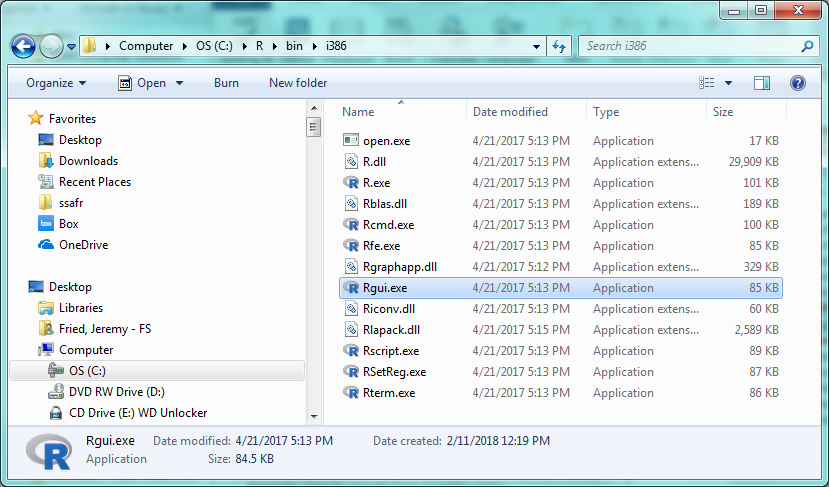 Computer OS (C:) R bin i386 Search i386
Organize Open Burn New folder
Favorites
Desktop
Downloads
Recent Places
ssafr
box Box
OneDrive
Desktop
Libraries
Fried, Jeremy - FS
Computer
OS (C:)
DVD RW Drive (D:)
CD Drive (E:) WD Unlocker
Name Date modified Type Size
open.exe 4/21/2017 5:13 PM Application 17 KB
R.dll 4/21/2017 5:13 PM Application extens... 29,909 KB
R.exe 4/21/2017 5:13 PM Application 101 KB
Rblas.dll 4/21/2017 5:13 PM Application extens... 189 KB
Rcmd.exe 4/21/2017 5:13 PM Application 100 KB
Rfe.exe 4/21/2017 5:13 PM Application 85 KB
Rgraphapp.dll 4/21/2017 5:12 PM Application extens... 329 KB
Rgui.exe 4/21/2017 5:13 PM Application 85 KB
Riconv.dll 4/21/2017 5:13 PM Application extens... 60 KB
Rlapack.dll 4/21/2017 5:15 PM Application extens... 2,589 KB
Rscript.exe 4/21/2017 5:13 PM Application 89 KB
RSetReg.exe 4/21/2017 5:13 PM Application 87 KB
Rterm.exe 4/21/2017 5:13 PM Application 86 KB
R
Rgui.exe Date modified: 4/21/2017 5:13 PM Date created: 2/11/2018 12:19 PM
Application Size: 84.5 KB